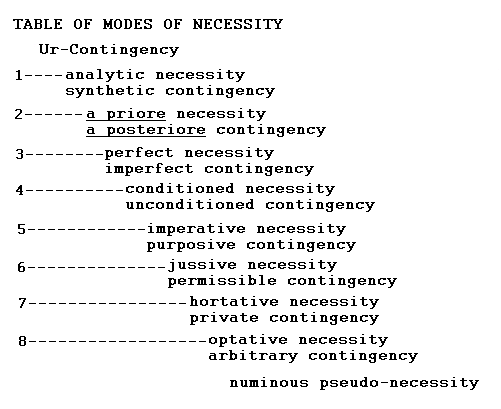 TABLE OF MODES OF NECESSITY
Ur-Contingency
1----analytic necessity
synthetic contingency
2------a priore necessity
a posteriore contingency
3--------perfect necessity
imperfect contingency
4----------conditioned necessity
unconditioned contingency
5------------imperative necessity
purposive contingency
6--------------jussive necessity
permissible contingency
7----------------hortative necessity
private contingency
8------------------optative necessity
arbitrary contingency
numinous pseudo-necessity